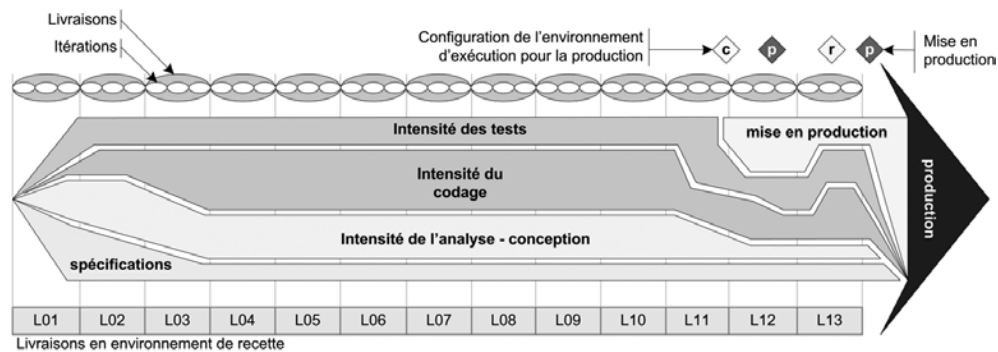 Livraisons
Itérations
Configuration de l'environnement
d'exécution pour la production
c
p
r
p
Mise en
production
Intensité des tests
mise en production
Intensité du
codage
Intensité de l'analyse - conception
spécifications
production
L01 L02 L03 L04 L05 L06 L07 L08 L09 L10 L11 L12 L13
Livraisons en environnement de recette